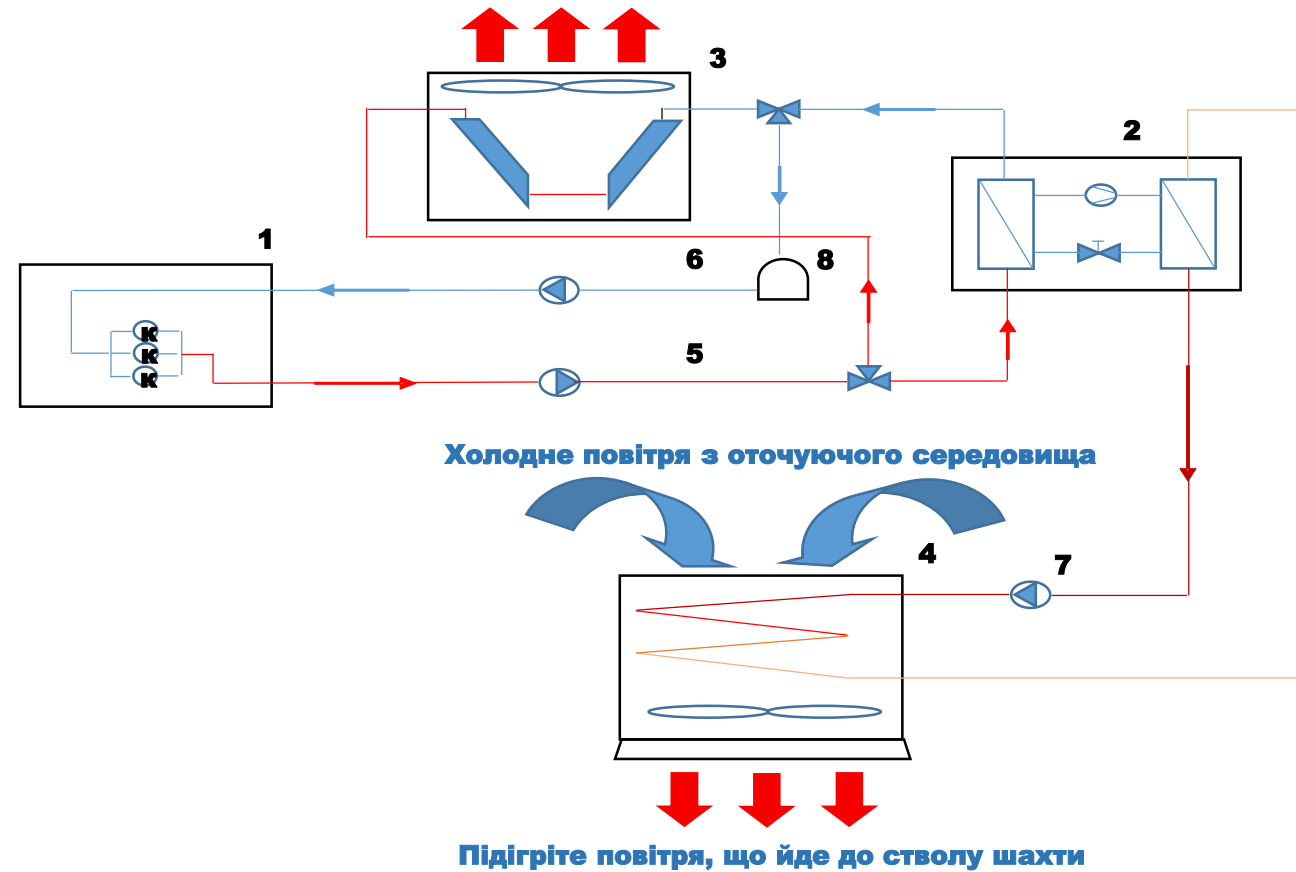 3
2
1
6
8
К
К
К
5
Холодне повітря з оточуючого середовища
4
7
Підігріте повітря, що йде до стволу шахти